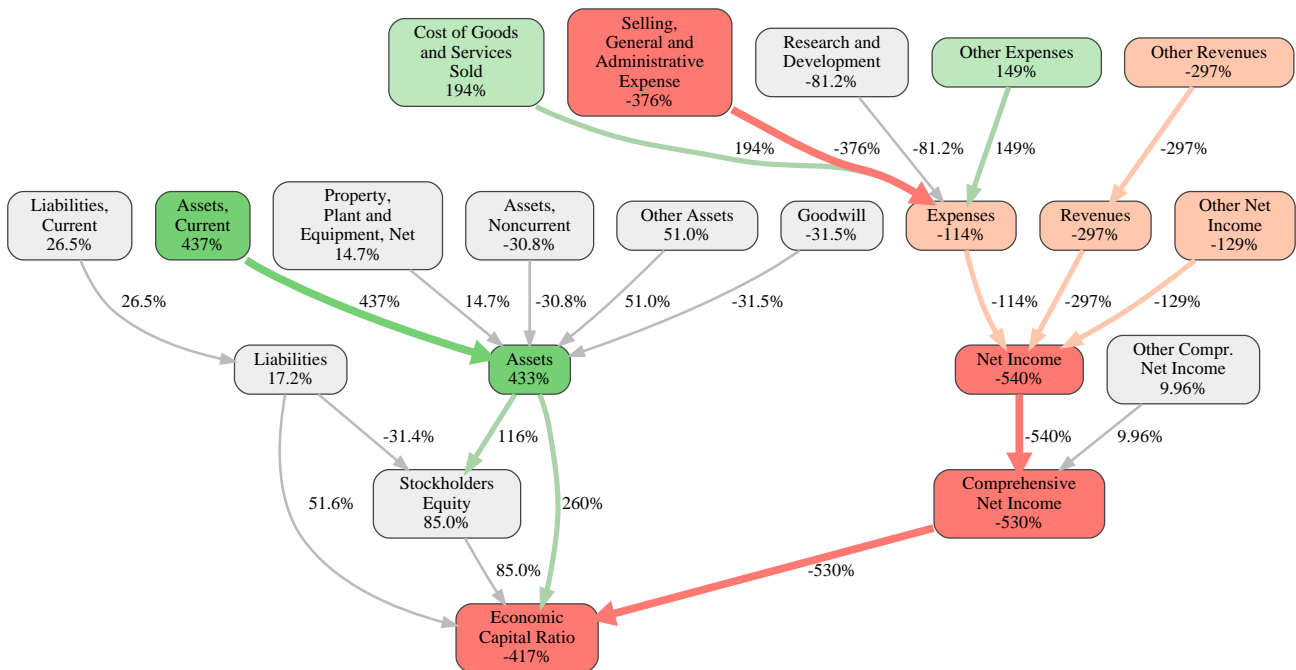 Cost of Goods
and Services
Sold
194%
Selling,
General and
Administrative
Expense
-376%
Research and
Development
-81.2%
Other Expenses
149%
Other Revenues
-297%
194%
-376%
-81.2%
149%
-297%
Liabilities,
Current
26.5%
Assets,
Current
437%
Property,
Plant and
Equipment, Net
14.7%
Assets,
Noncurrent
-30.8%
Other Assets
51.0%
Goodwill
-31.5%
Expenses
-114%
Revenues
-297%
Other Net
Income
-129%
26.5%
437%
14.7%
-30.8%
51.0%
-31.5%
-114%
-297%
-129%
Liabilities
17.2%
Assets
433%
Net Income
-540%
Other Compr.
Net Income
9.96%
-31.4%
116%
-540%
9.96%
51.6%
Stockholders
Equity
85.0%
260%
Comprehensive
Net Income
-530%
85.0%
-530%
Economic
Capital Ratio
-417%